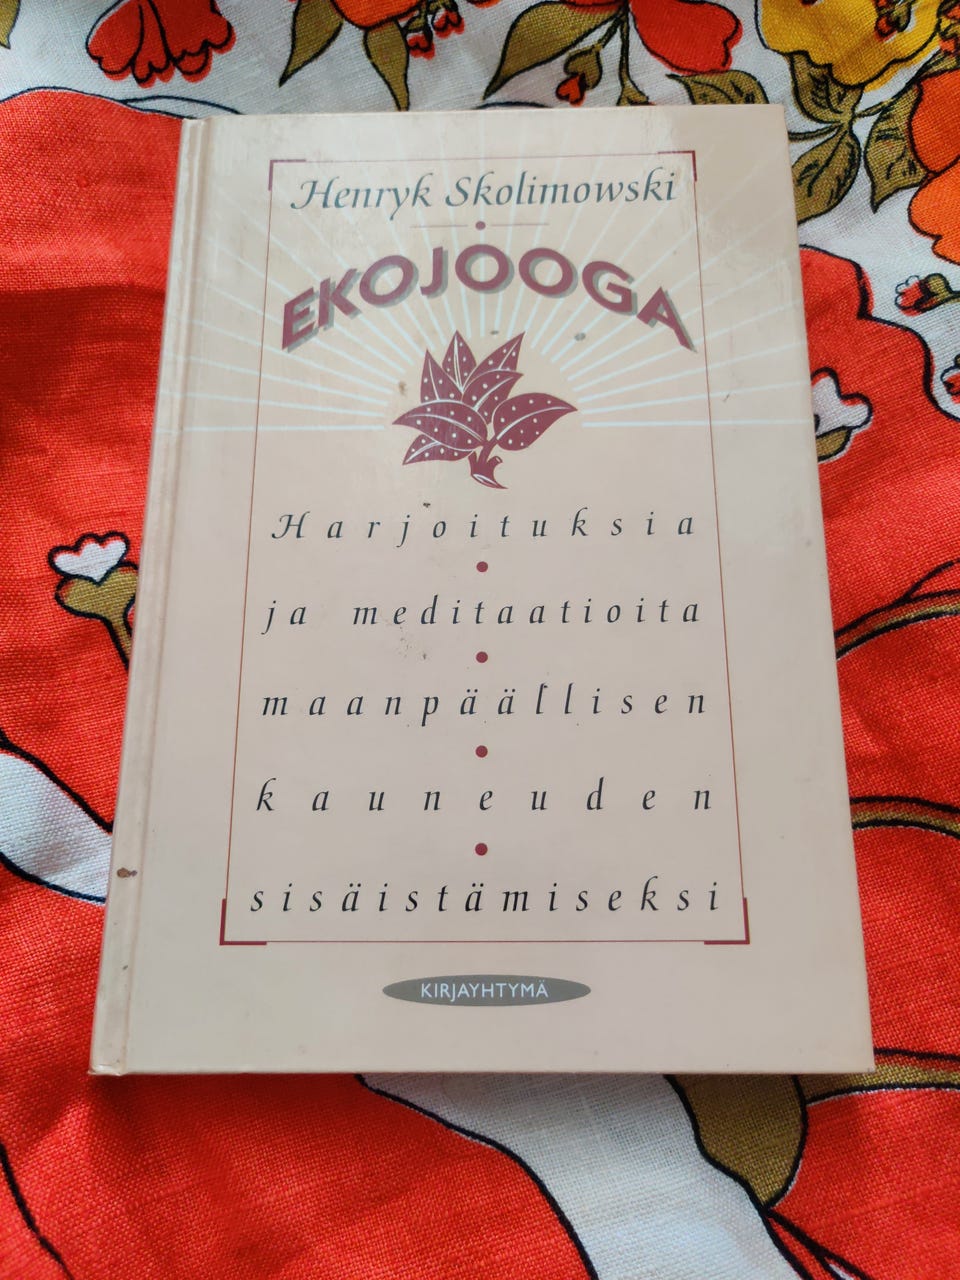 Henryk Skolimowski
EKOJOOGA
Harjoituksia
ja meditaatioita
maanpäällisen
kauneuden
sisäistämiseksi
KIRJAYHTYMÄ